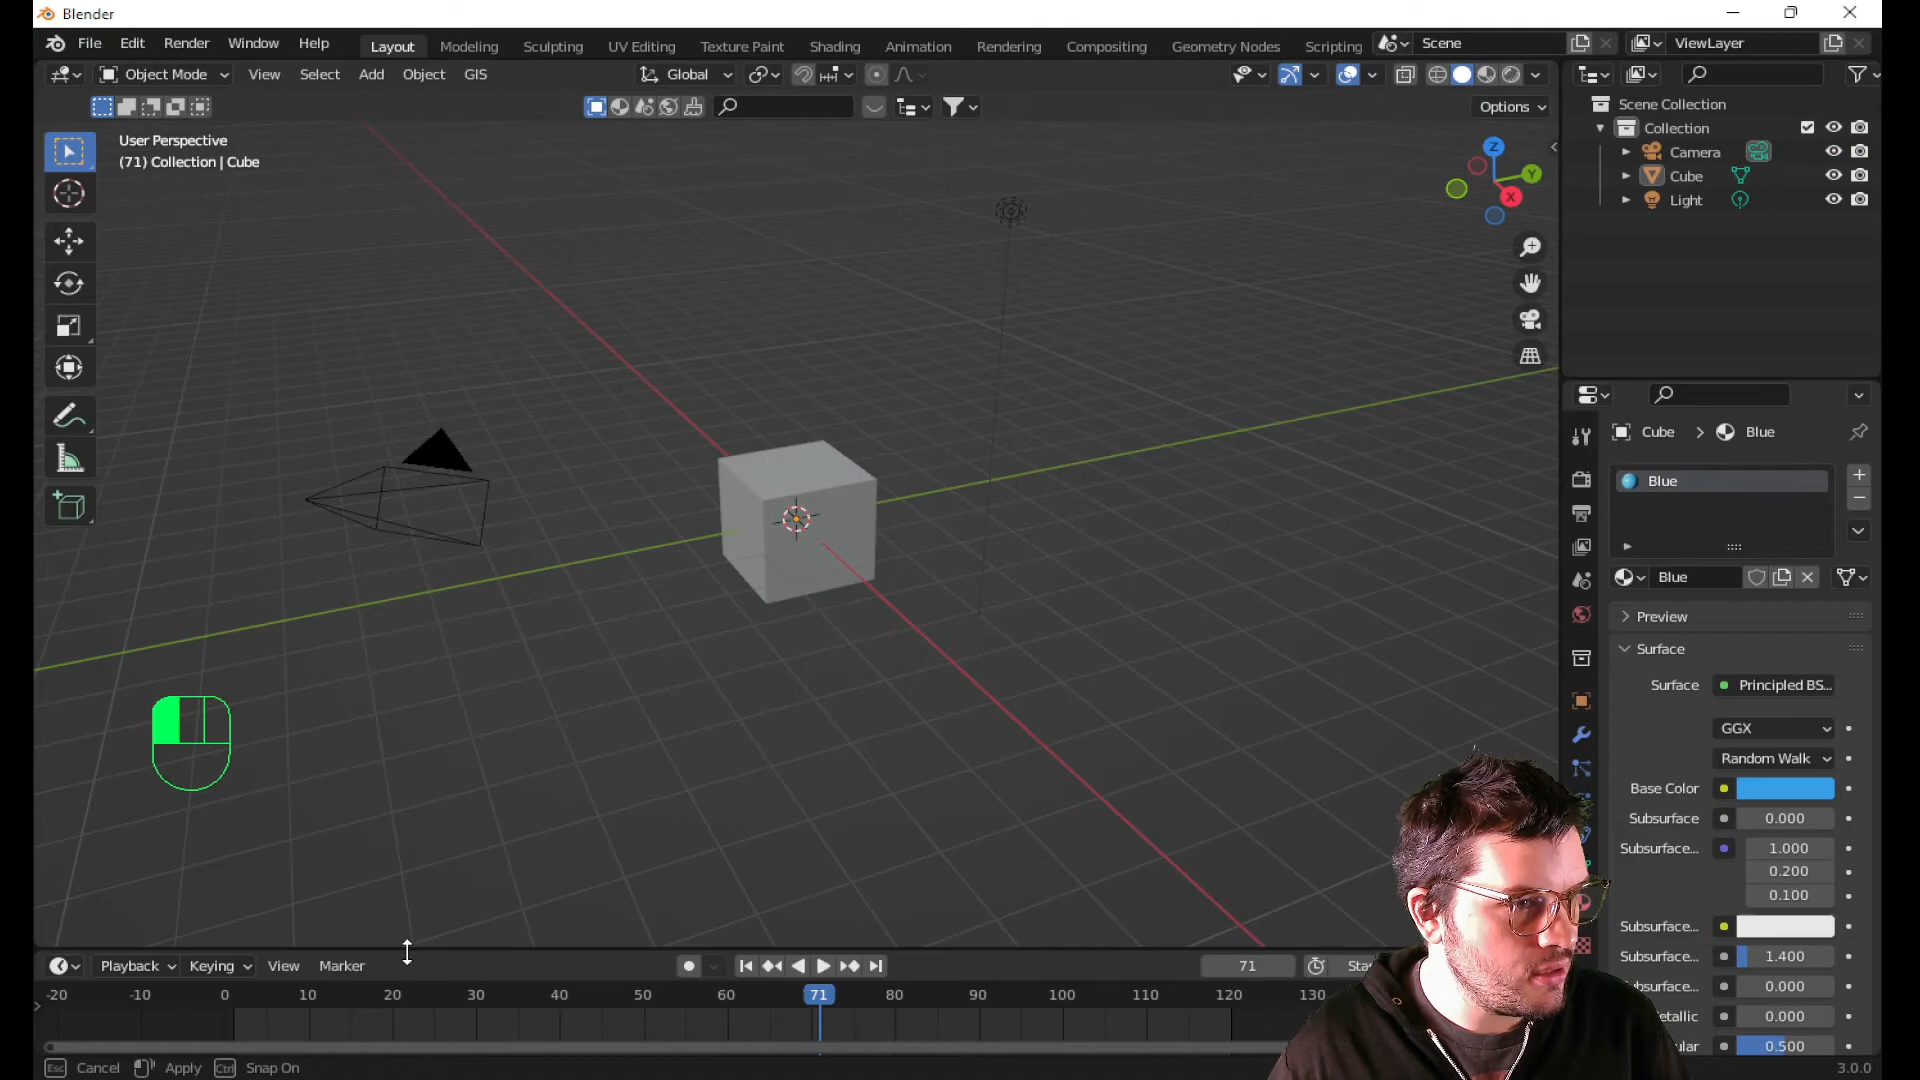 Blender
File Edit Render Window Help Layout Modeling Sculpting UV Editing Texture Paint Shading Animation Rendering Compositing Geometry Nodes Scripting Scene ViewLayer
Object Mode View Select Add Object GIS Global
Options
User Perspective
(71) Collection | Cube
Z
Y
X
Scene Collection
Collection
Camera
Cube
Light
Cube > Blue
Blue
Blue
Preview
Surface
Surface Principled BS...
GGX
Random Walk
Base Color
Subsurface 0.000
Subsurface... 1.000
0.200
0.100
Subsurface...
Subsurface... 1.400
0.000
0.000
0.500
Playback Keying View Marker 71
-20 -10 0 10 20 30 40 50 60 71 80 90 100 110 120 130
Esc Cancel Apply Ctrl Snap On 3.0.0